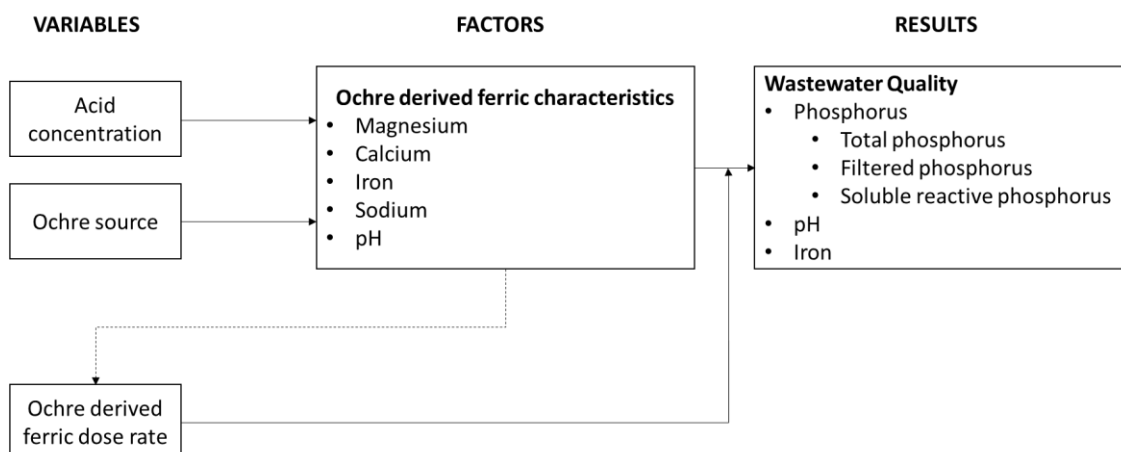 VARIABLES
FACTORS
RESULTS
Acid
concentration
Ochre source
Ochre derived ferric characteristics
• Magnesium
• Calcium
• Iron
• Sodium
• pH
Wastewater Quality
• Phosphorus
• Total phosphorus
• Filtered phosphorus
• Soluble reactive phosphorus
• pH
• Iron
Ochre derived
ferric dose rate